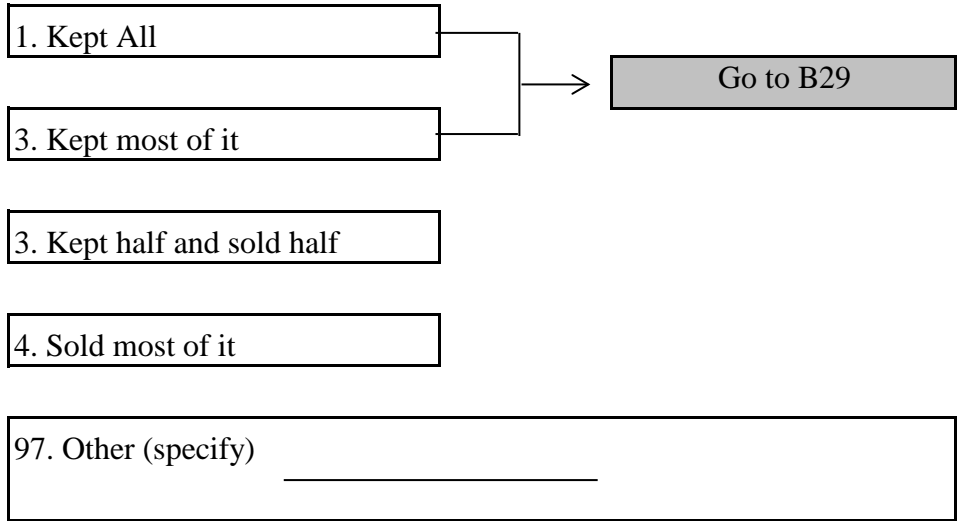 1. Kept All
Go to B29
3. Kept most of it
3. Kept half and sold half
4. Sold most of it
97. Other (specify)